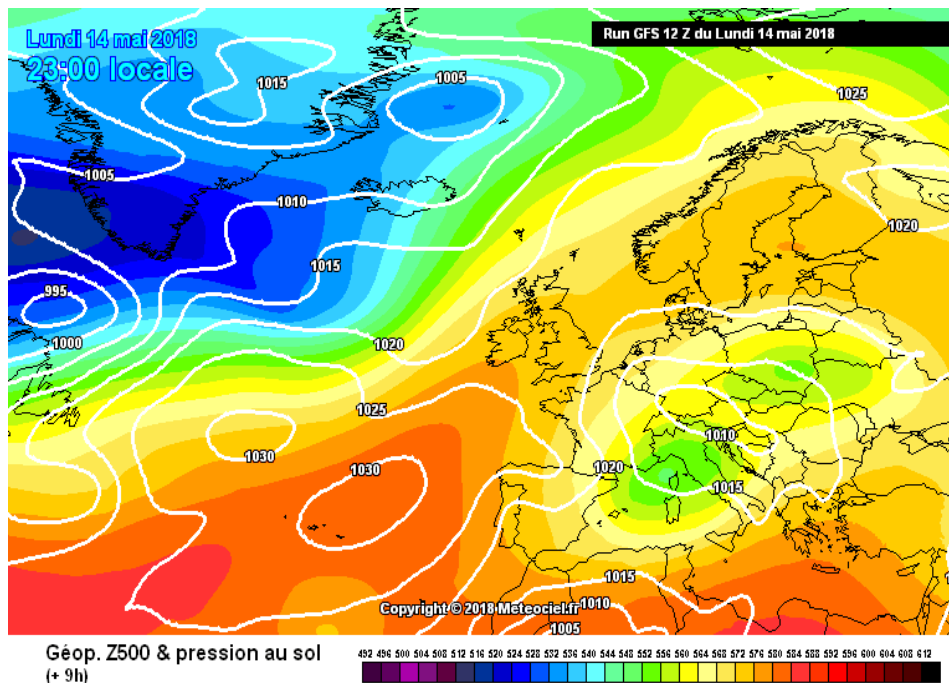 Lundi 14 mai 2018
23:00 locale
Run GFS 12 Z du Lundi 14 mai 2018
1005
1015
1025
1005
1010
1020
1015
995
1000
1020
1025
1010
1030
1020
1030
1015
1015
1010
1005
Copyright © 2018 Meteociel.fr
Géop. Z500 & pression au sol
(+ 9h)
492 496 500 504 508 512 516 520 524 528 532 536 540 544 548 552 556 560 564 568 572 576 580 584 588 592 596 600 604 608 612